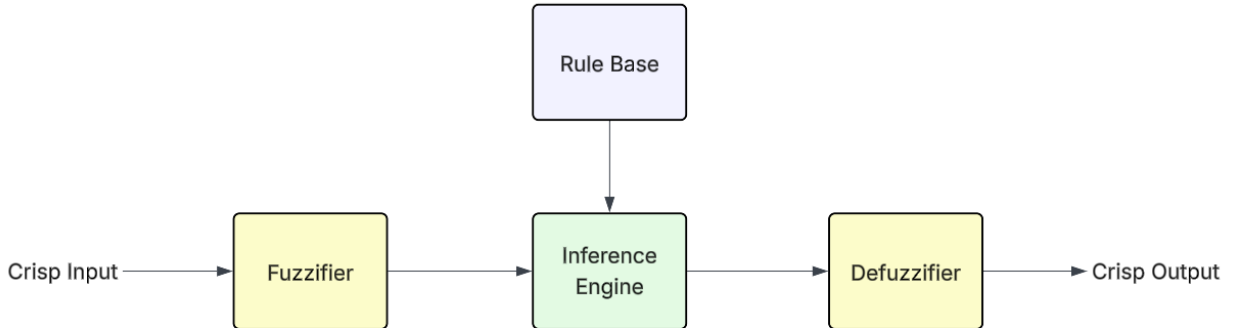 Rule Base
Crisp Input
Fuzzifier
Inference
Engine
Defuzzifier
Crisp Output